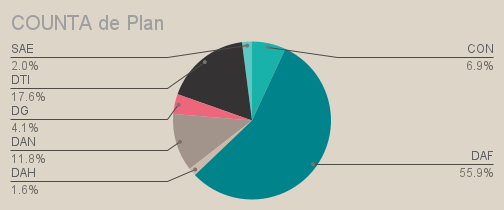 COUNTA de Plan
SAE
2.0%
DTI
17.6%
DG
4.1%
DAN
11.8%
DAH
1.6%
CON
6.9%
DAF
55.9%